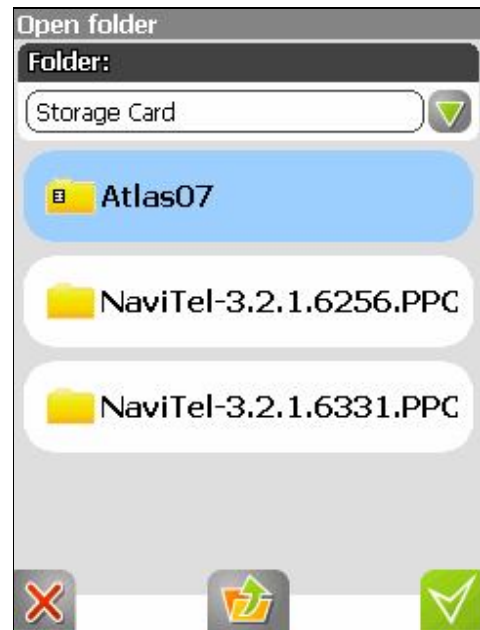 Open folder
Folder:
Storage Card
Atlas07
NaviTel-3.2.1.6256.PPC
NaviTel-3.2.1.6331.PPC